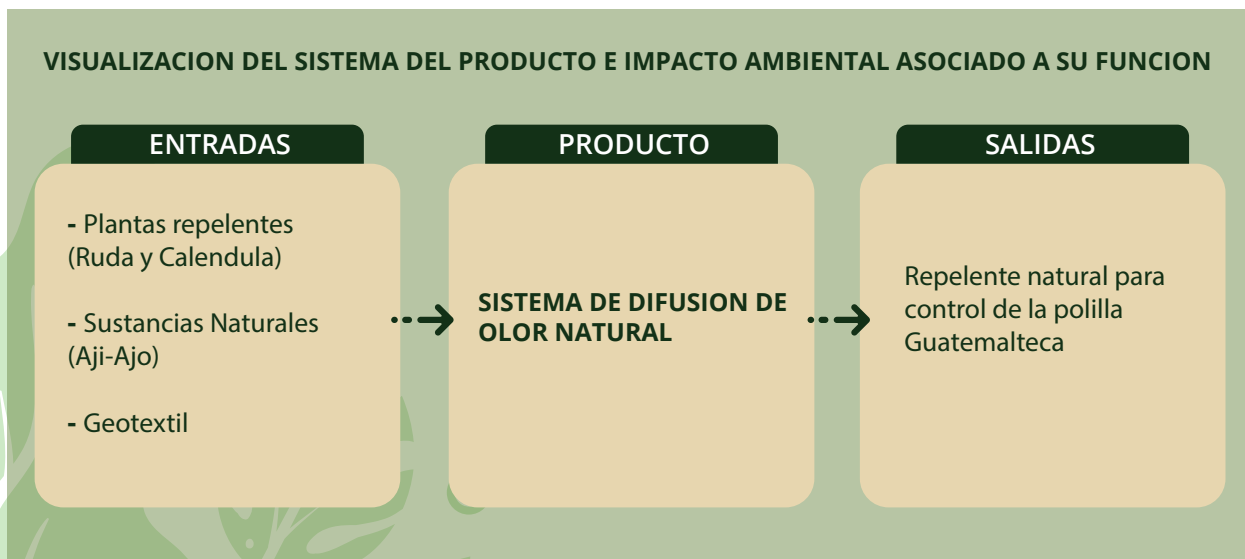 VISUALIZACION DEL SISTEMA DEL PRODUCTO E IMPACTO AMBIENTAL ASOCIADO A SU FUNCION
ENTRADAS
- Plantas repelentes
(Ruda y Calendula)
- Sustancias Naturales
(Aji-Ajo)
- Geotextil
PRODUCTO
SISTEMA DE DIFUSION DE
OLOR NATURAL
SALIDAS
Repelente natural para
control de la polilla
Guatemalteca